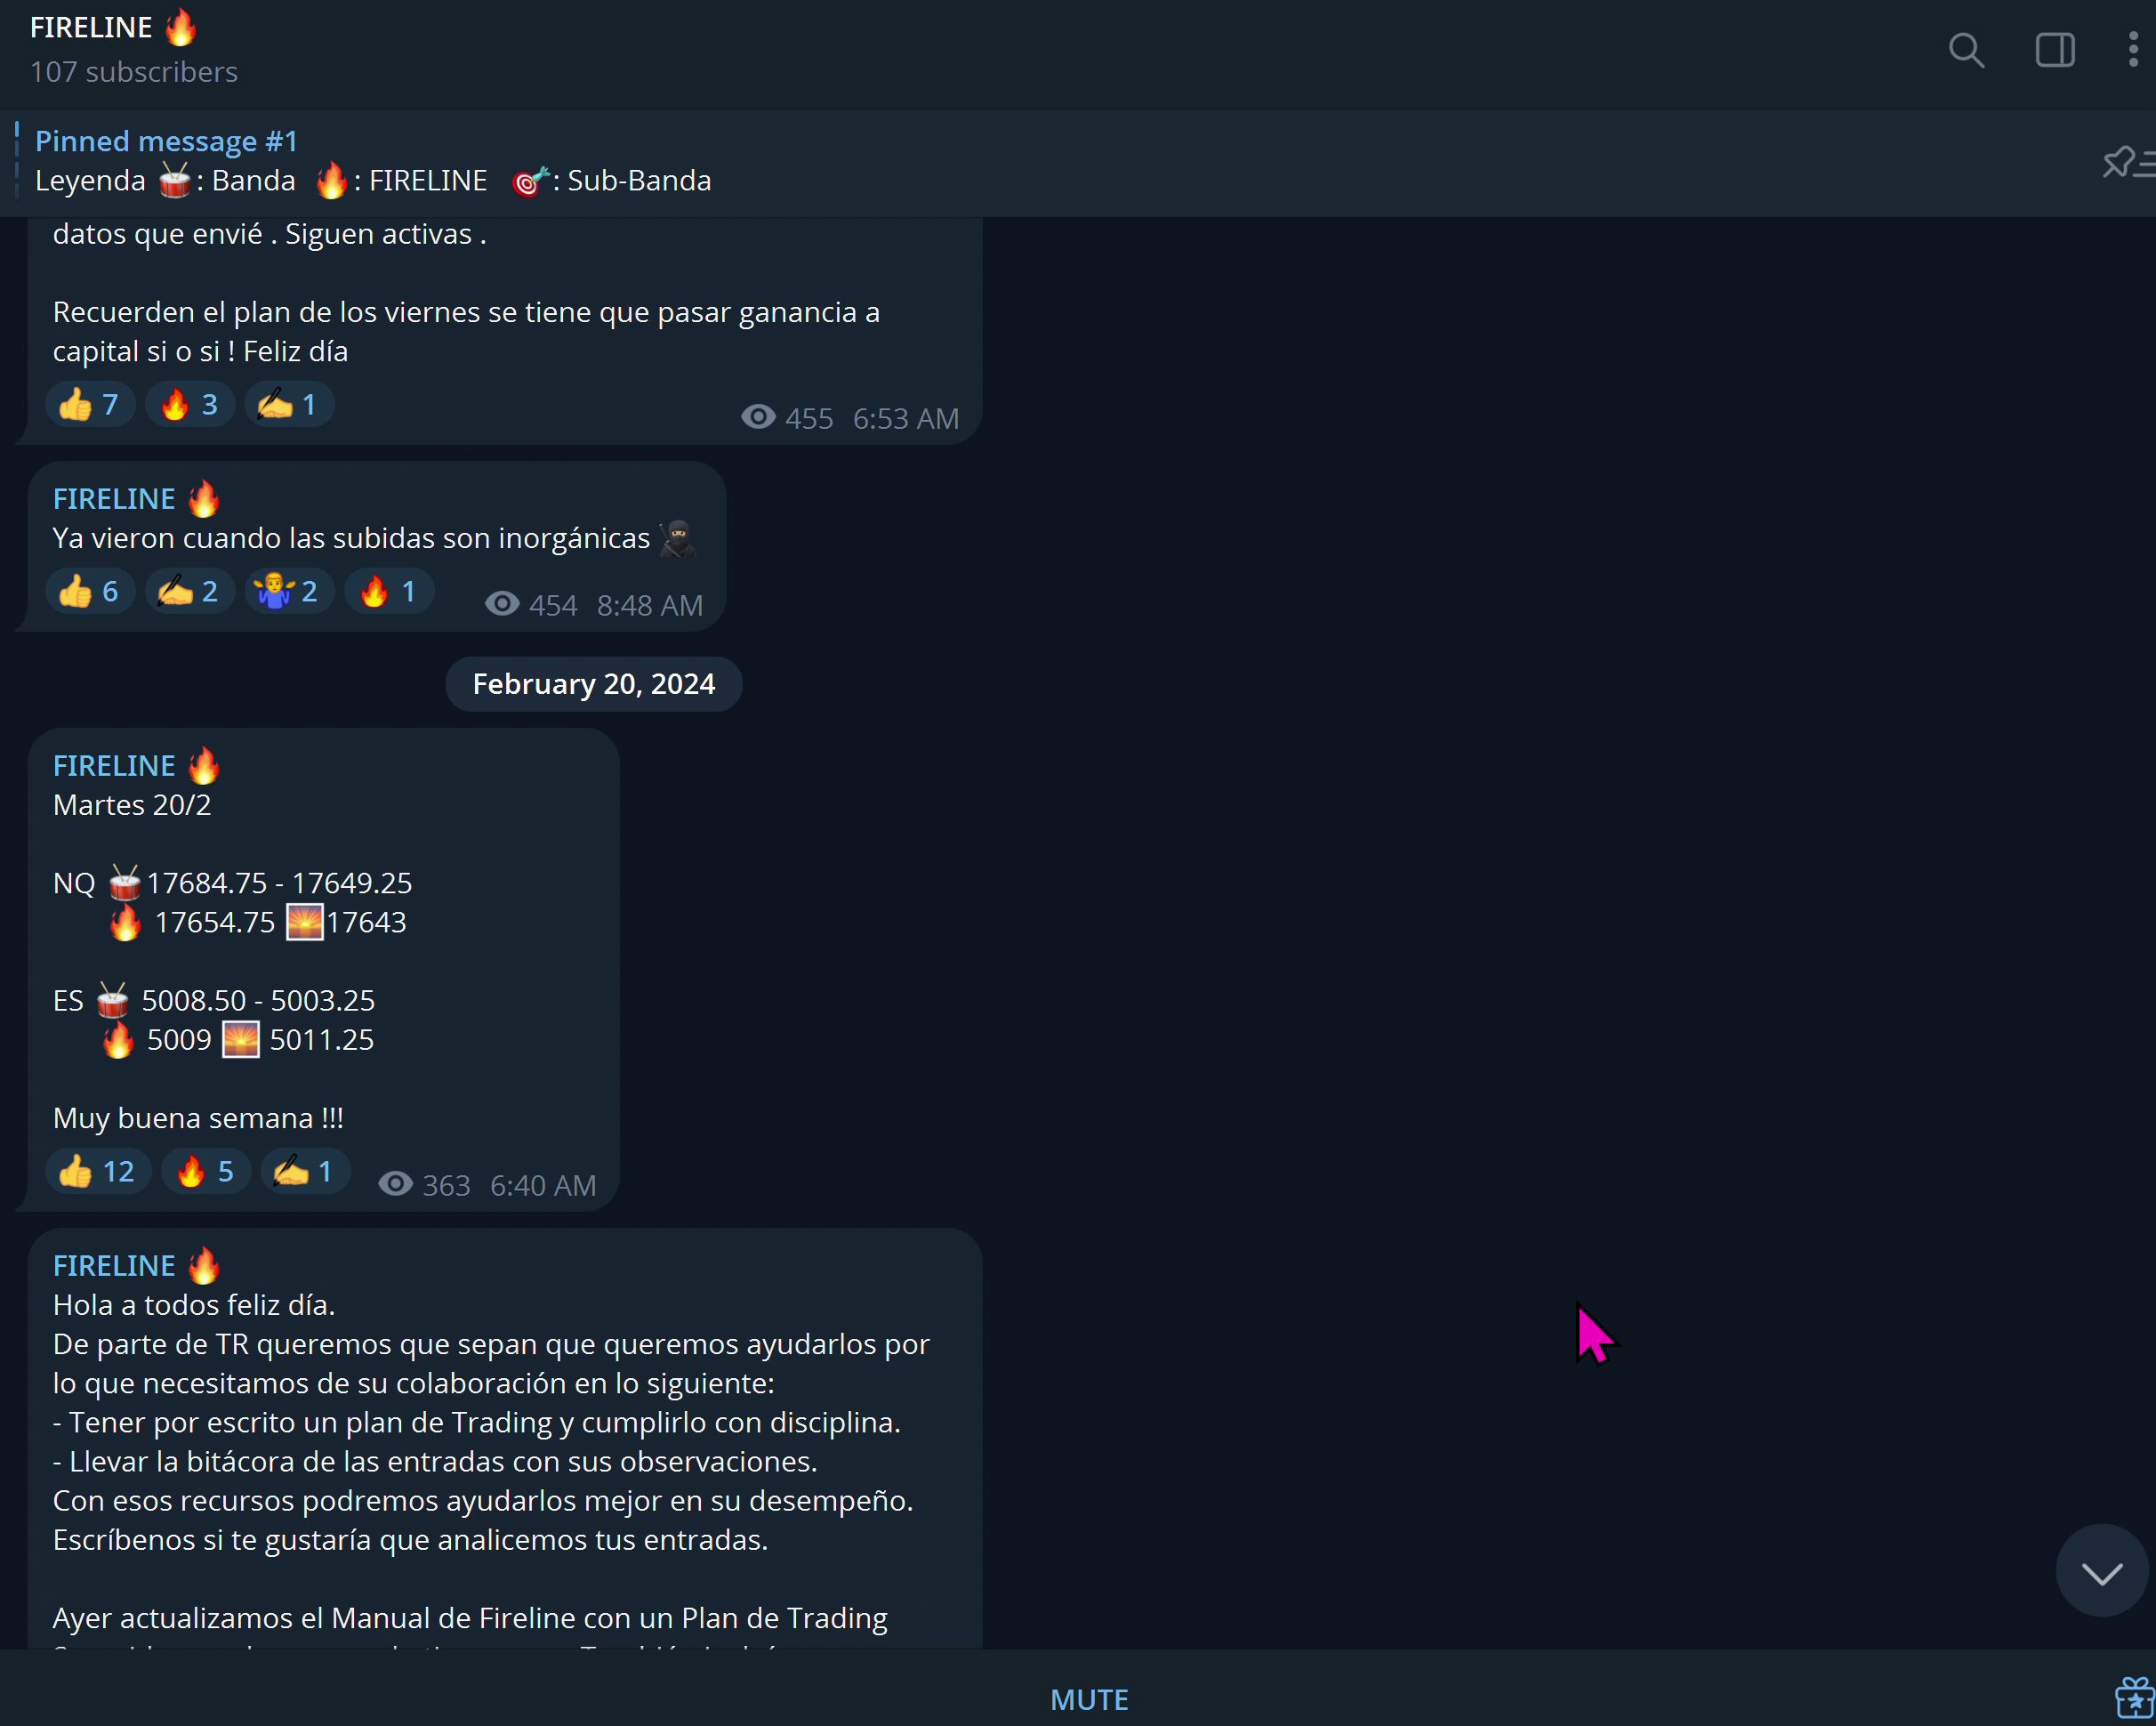 FIRELINE 🔥
107 subscribers
Pinned message #1
Leyenda 🥁: Banda 🔥: FIRELINE 🎯: Sub-Banda
datos que envié . Siguen activas .
Recuerden el plan de los viernes se tiene que pasar ganancia a
capital si o si ! Feliz día
👍 7 🔥 3 ✍️ 1
455 6:53 AM
FIRELINE 🔥
Ya vieron cuando las subidas son inorgánicas 🥷
👍 6 ✍️ 2 🤷‍♂️ 2 🔥 1
454 8:48 AM
February 20, 2024
FIRELINE 🔥
Martes 20/2
NQ 🥁17684.75 - 17649.25
🔥 17654.75 🌅17643
ES 🥁 5008.50 - 5003.25
🔥 5009 🌅 5011.25
Muy buena semana !!!
👍 12 🔥 5 ✍️ 1
363 6:40 AM
FIRELINE 🔥
Hola a todos feliz día.
De parte de TR queremos que sepan que queremos ayudarlos por
lo que necesitamos de su colaboración en lo siguiente:
- Tener por escrito un plan de Trading y cumplirlo con disciplina.
- Llevar la bitácora de las entradas con sus observaciones.
Con esos recursos podremos ayudarlos mejor en su desempeño.
Escríbenos si te gustaría que analicemos tus entradas.
Ayer actualizamos el Manual de Fireline con un Plan de Trading
MUTE